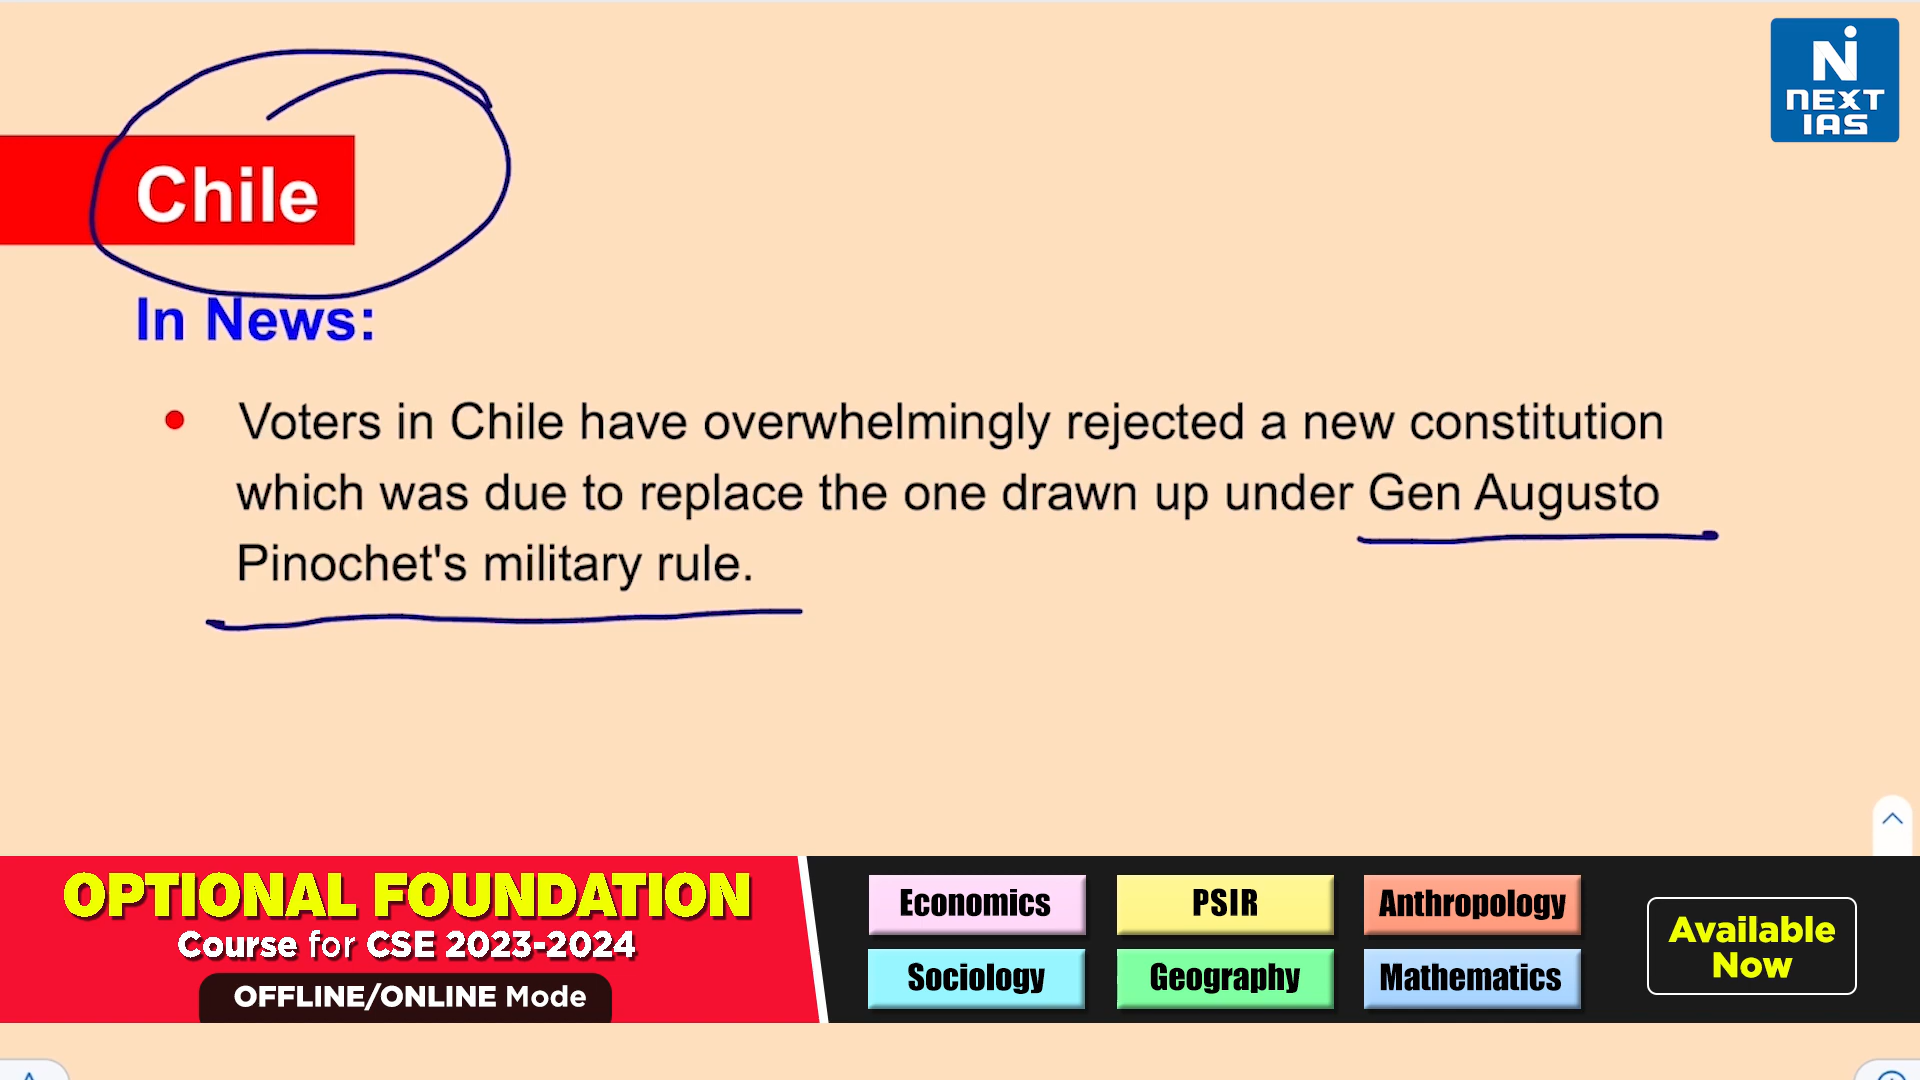 NEXT
IAS
Chile
In News:
Voters in Chile have overwhelmingly rejected a new constitution
which was due to replace the one drawn up under Gen Augusto
Pinochet's military rule.
OPTIONAL FOUNDATION
Course for CSE 2023-2024
OFFLINE/ONLINE Mode
Economics
PSIR
Anthropology
Sociology
Geography
Mathematics
Available
Now